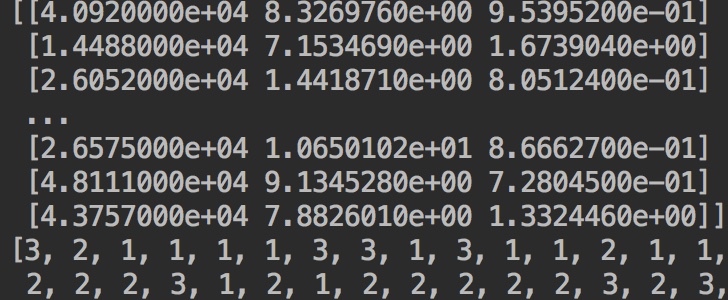 [[4.0920000e+04 8.3269760e+00 9.5395200e-01]
[1.4488000e+04 7.1534690e+00 1.6739040e+00]
[2.6052000e+04 1.4418710e+00 8.0512400e-01]
...
[2.6575000e+04 1.0650102e+01 8.6662700e-01]
[4.8111000e+04 9.1345280e+00 7.2804500e-01]
[4.3757000e+04 7.8826010e+00 1.3324460e+00]]
[3, 2, 1, 1, 1, 1, 3, 3, 1, 3, 1, 1, 2, 1, 1,
2, 2, 2, 3, 1, 2, 1, 2, 2, 2, 2, 2, 3, 2, 3,